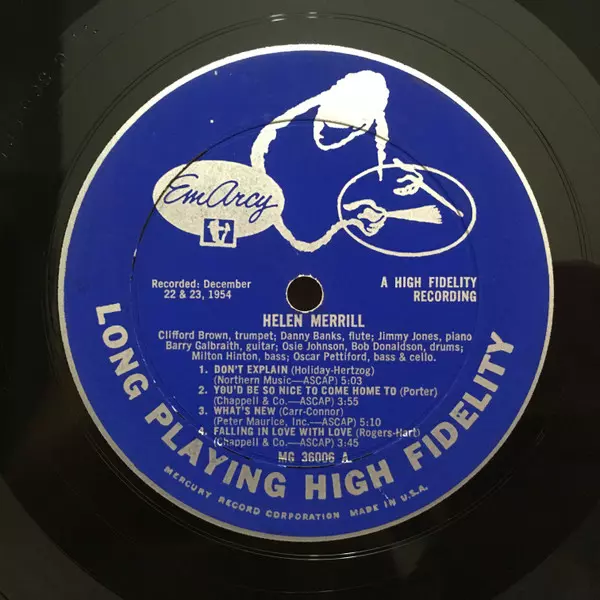 EmArcy
Recorded: December
22 & 23, 1954
A HIGH FIDELITY
RECORDING
HELEN MERRILL
Clifford Brown, trumpet; Danny Banks, flute; Jimmy Jones, piano
Barry Galbraith, guitar; Osie Johnson, Bob Donaldson, drums;
Milton Hinton, bass; Oscar Pettiford, bass & cello.
1. DON'T EXPLAIN (Holiday-Hertzog)
(Northern Music—ASCAP) 5:03
2. YOU'D BE SO NICE TO COME HOME TO (Porter)
(Chappell & Co.—ASCAP) 3:55
3. WHAT'S NEW (Carr-Connor)
(Peter Maurice, Inc.—ASCAP) 5:10
4. FALLING IN LOVE WITH LOVE (Rogers-Hart)
(Chappell & Co.—ASCAP) 3:45
MG 36006 A
LONG PLAYING HIGH FIDELITY
MERCURY RECORD CORPORATION MADE IN U.S.A.